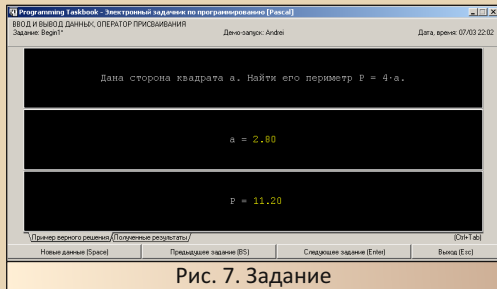 Programming Taskbook - Электронный задачник по программированию [Pascal]
ВВОД И ВЫВОД ДАННЫХ, ОПЕРАТОР ПРИСВАИВАНИЯ
Задание: Begin1* Демо-запуск: Andrei Дата, время: 07/03 22:02
Дана сторона квадрата a. Найти его периметр P = 4·a.
a = 2.80
P = 11.20
Пример верного решения Полученные результаты (Ctrl+Tab)
Новые данные (Space) Предыдущее задание (BS) Следующее задание (Enter) Выход (Esc)
Рис. 7. Задание